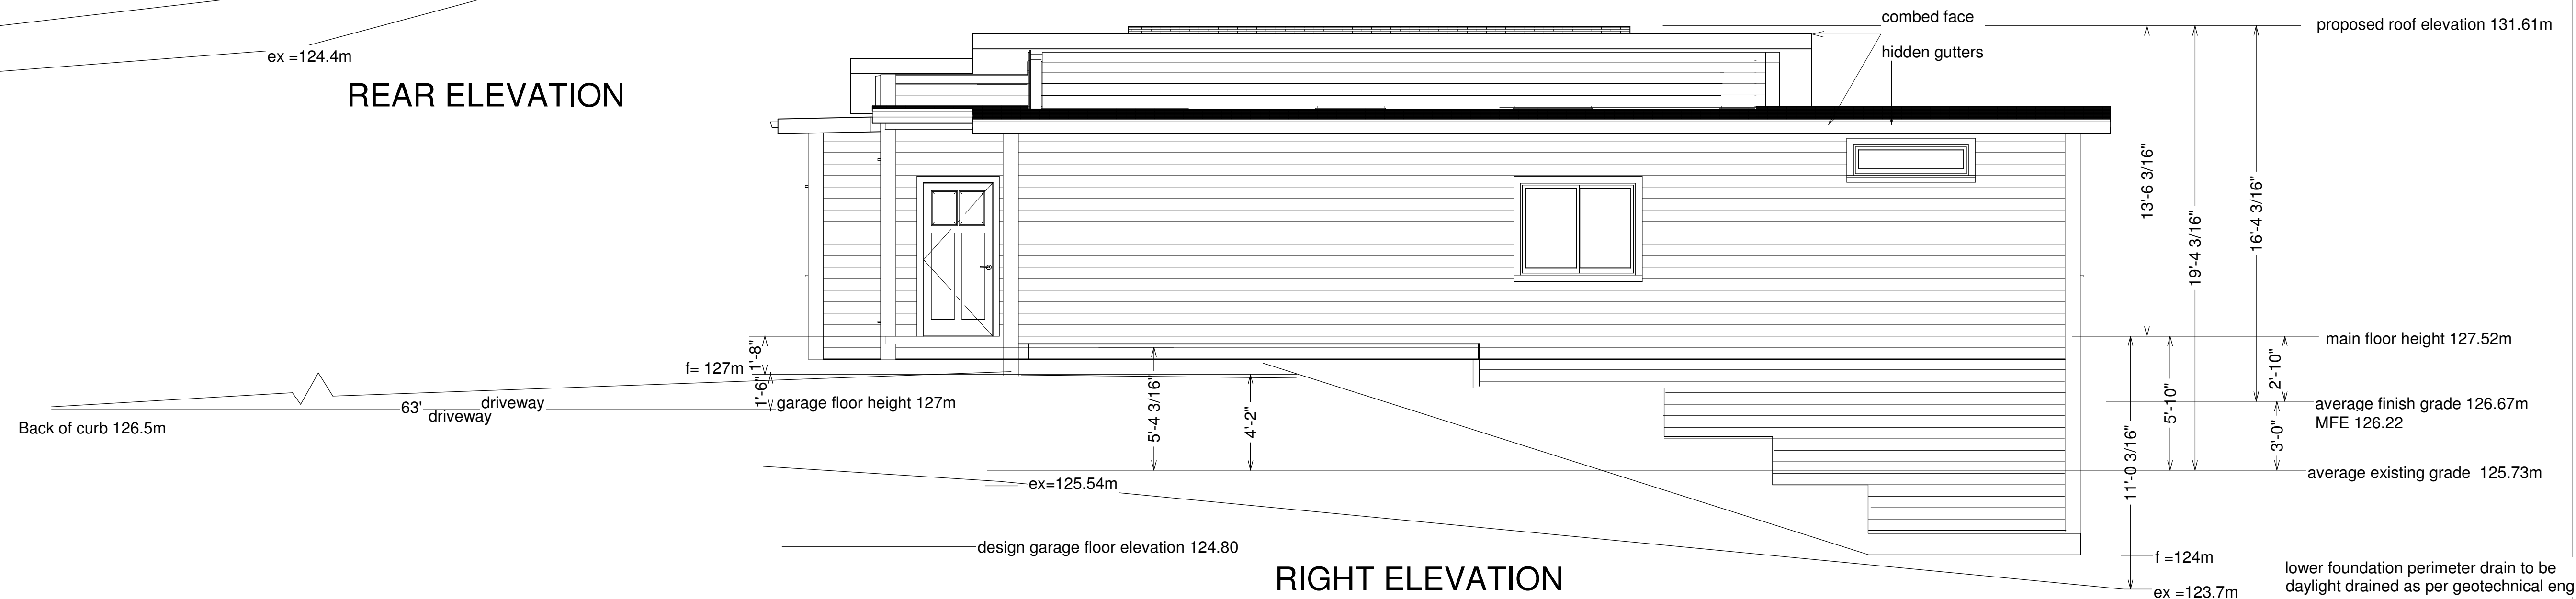 combed face
proposed roof elevation 131.61m
ex =124.4m
hidden gutters
REAR ELEVATION
13'-6 3/16"
19'-4 3/16"
16'-4 3/16"
main floor height 127.52m
1'-8"
f= 127m
1'-6"
63'
driveway
driveway
garage floor height 127m
Back of curb 126.5m
5'-4 3/16"
4'-2"
2'-10"
5'-10"
average finish grade 126.67m
MFE 126.22
3'-0"
11'-0 3/16"
average existing grade 125.73m
ex=125.54m
design garage floor elevation 124.80
f =124m
RIGHT ELEVATION
lower foundation perimeter drain to be
daylight drained as per geotechnical eng
ex =123.7m